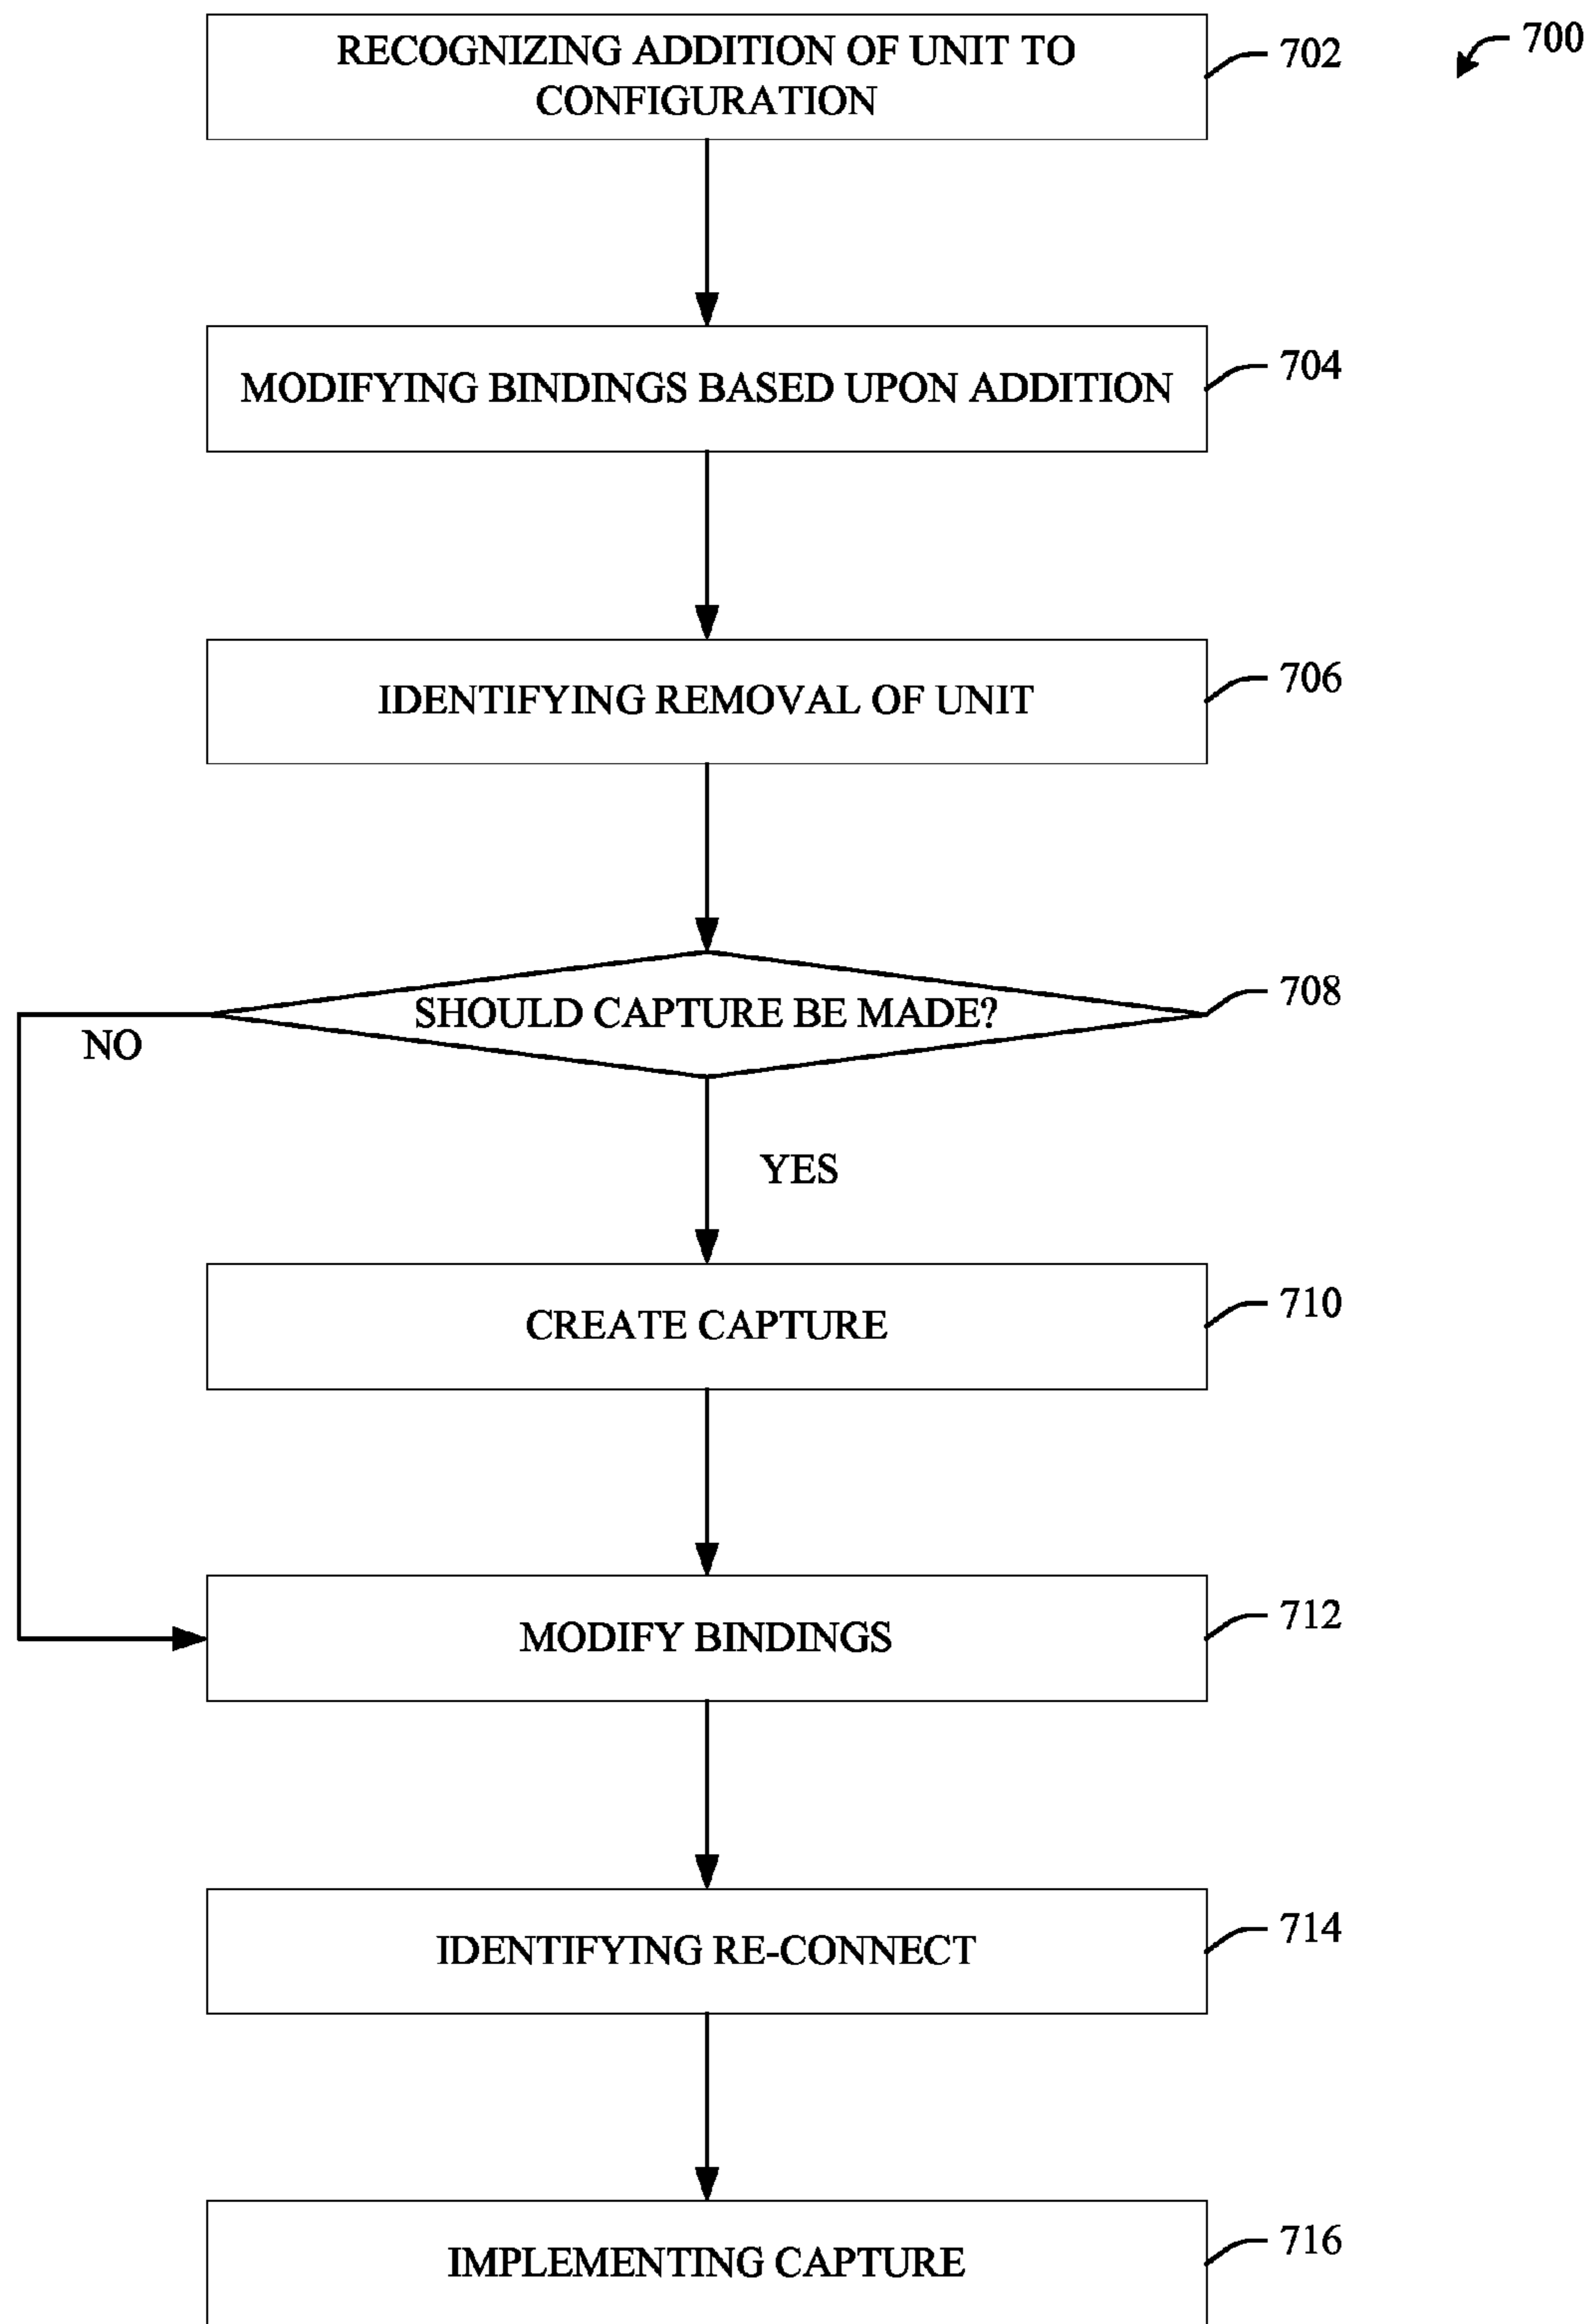 700
RECOGNIZING ADDITION OF UNIT TO
CONFIGURATION
702
MODIFYING BINDINGS BASED UPON ADDITION
704
IDENTIFYING REMOVAL OF UNIT
706
SHOULD CAPTURE BE MADE?
708
NO
YES
CREATE CAPTURE
710
MODIFY BINDINGS
712
IDENTIFYING RE-CONNECT
714
IMPLEMENTING CAPTURE
716